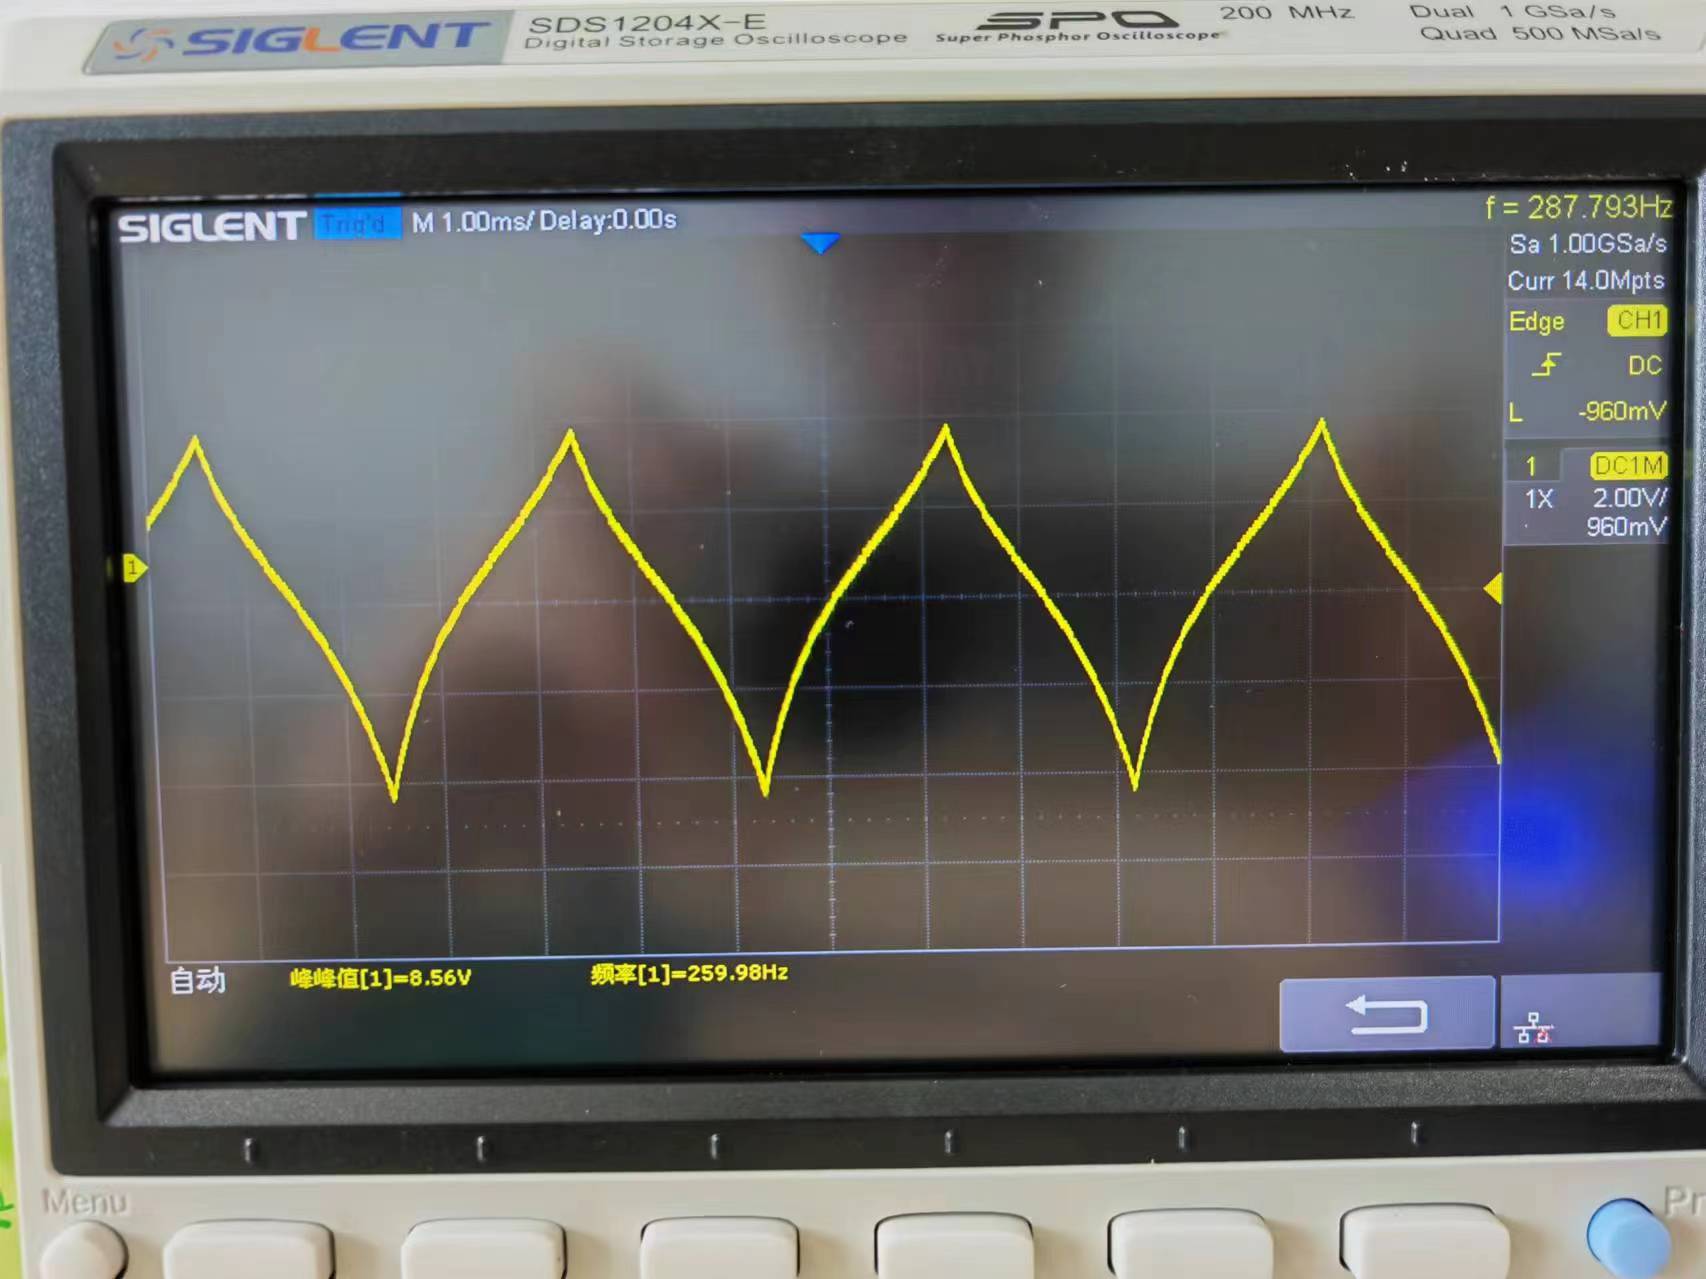 SIGLENT
SDS1204X-E
Digital Storage Oscilloscope
SPO
Super Phosphor Oscilloscope
200 MHz
Dual 1 GSa/s
Quad 500 MSa/s
SIGLENT Trig'd M 1.00ms/ Delay:0.00s
f = 287.793Hz
Sa 1.00GSa/s
Curr 14.0Mpts
Edge CH1
DC
L -960mV
1 DC1M
1X 2.00V/
960mV
1
自动 峰峰值[1]=8.56V 频率[1]=259.98Hz
Menu